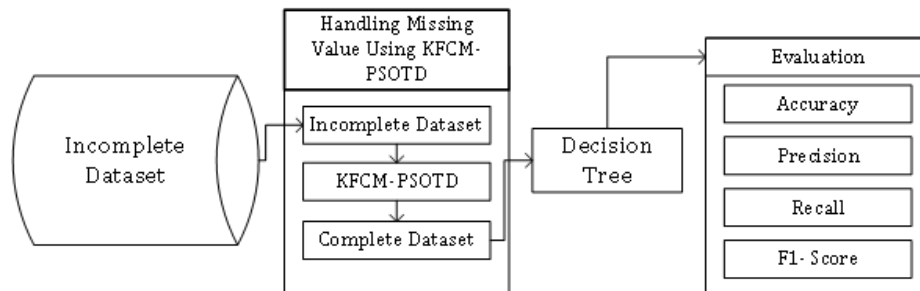 Incomplete
Dataset
Handling Missing
Value Using KFCM-
PSOTD
Incomplete Dataset
KFCM-PSOTD
Complete Dataset
Decision
Tree
Evaluation
Accuracy
Precision
Recall
F1- Score